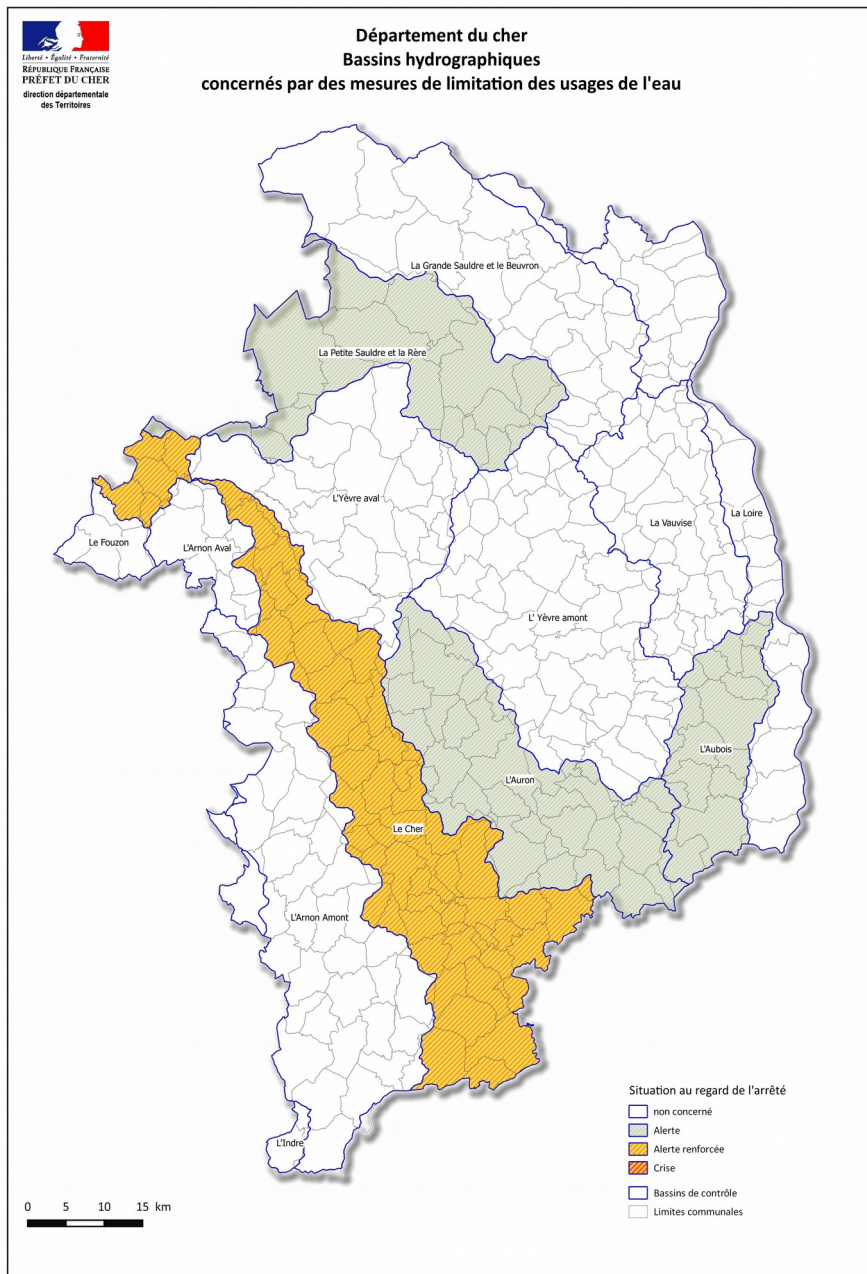 Liberté • Égalité • Fraternité
RÉPUBLIQUE FRANÇAISE
PRÉFET DU CHER
direction départementale
des Territoires
Département du cher
Bassins hydrographiques
concernés par des mesures de limitation des usages de l'eau
La Grande Sauldre et le Beuvron
La Petite Sauldre et la Rère
L'Yèvre aval
La Vauvise
La Loire
Le Fouzon
L'Arnon Aval
L' Yèvre amont
L'Aubois
L'Auron
Le Cher
L'Arnon Amont
L'Indre
Situation au regard de l'arrêté
non concerné
Alerte
Alerte renforcée
Crise
Bassins de contrôle
Limites communales
0 5 10 15 km